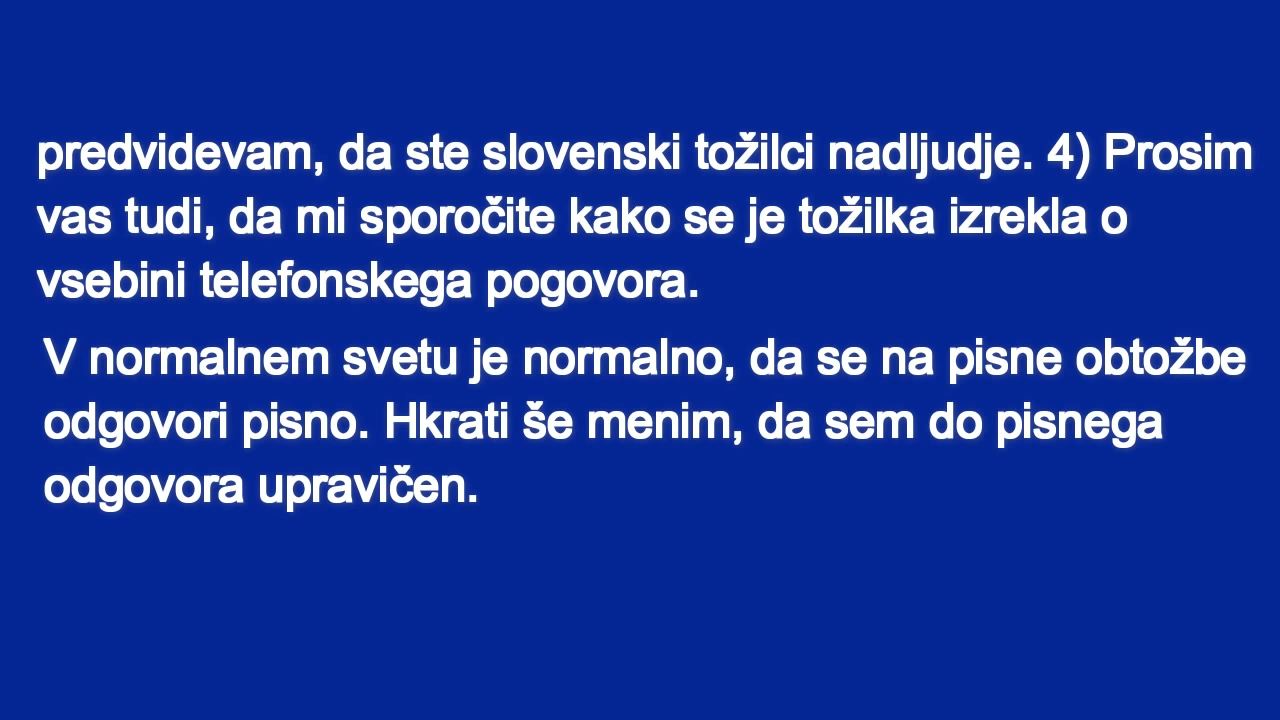 predvidevam, da ste slovenski tožilci nadljudje. 4) Prosim
vas tudi, da mi sporočite kako se je tožilka izrekla o
vsebini telefonskega pogovora.
V normalnem svetu je normalno, da se na pisne obtožbe
odgovori pisno. Hkrati še menim, da sem do pisnega
odgovora upravičen.